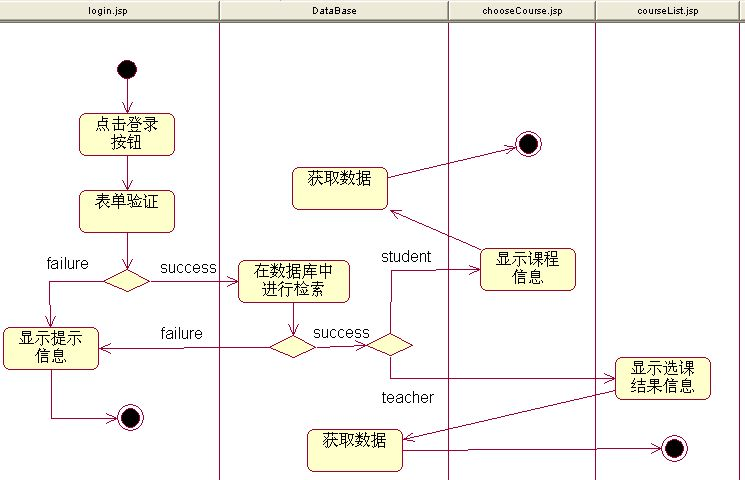 login.jsp
DataBase
chooseCourse.jsp
courseList.jsp
点击登录
按钮
表单验证
failure
success
显示提示
信息
在数据库中
进行检索
failure
success
student
teacher
获取数据
显示课程
信息
显示选课
结果信息
获取数据